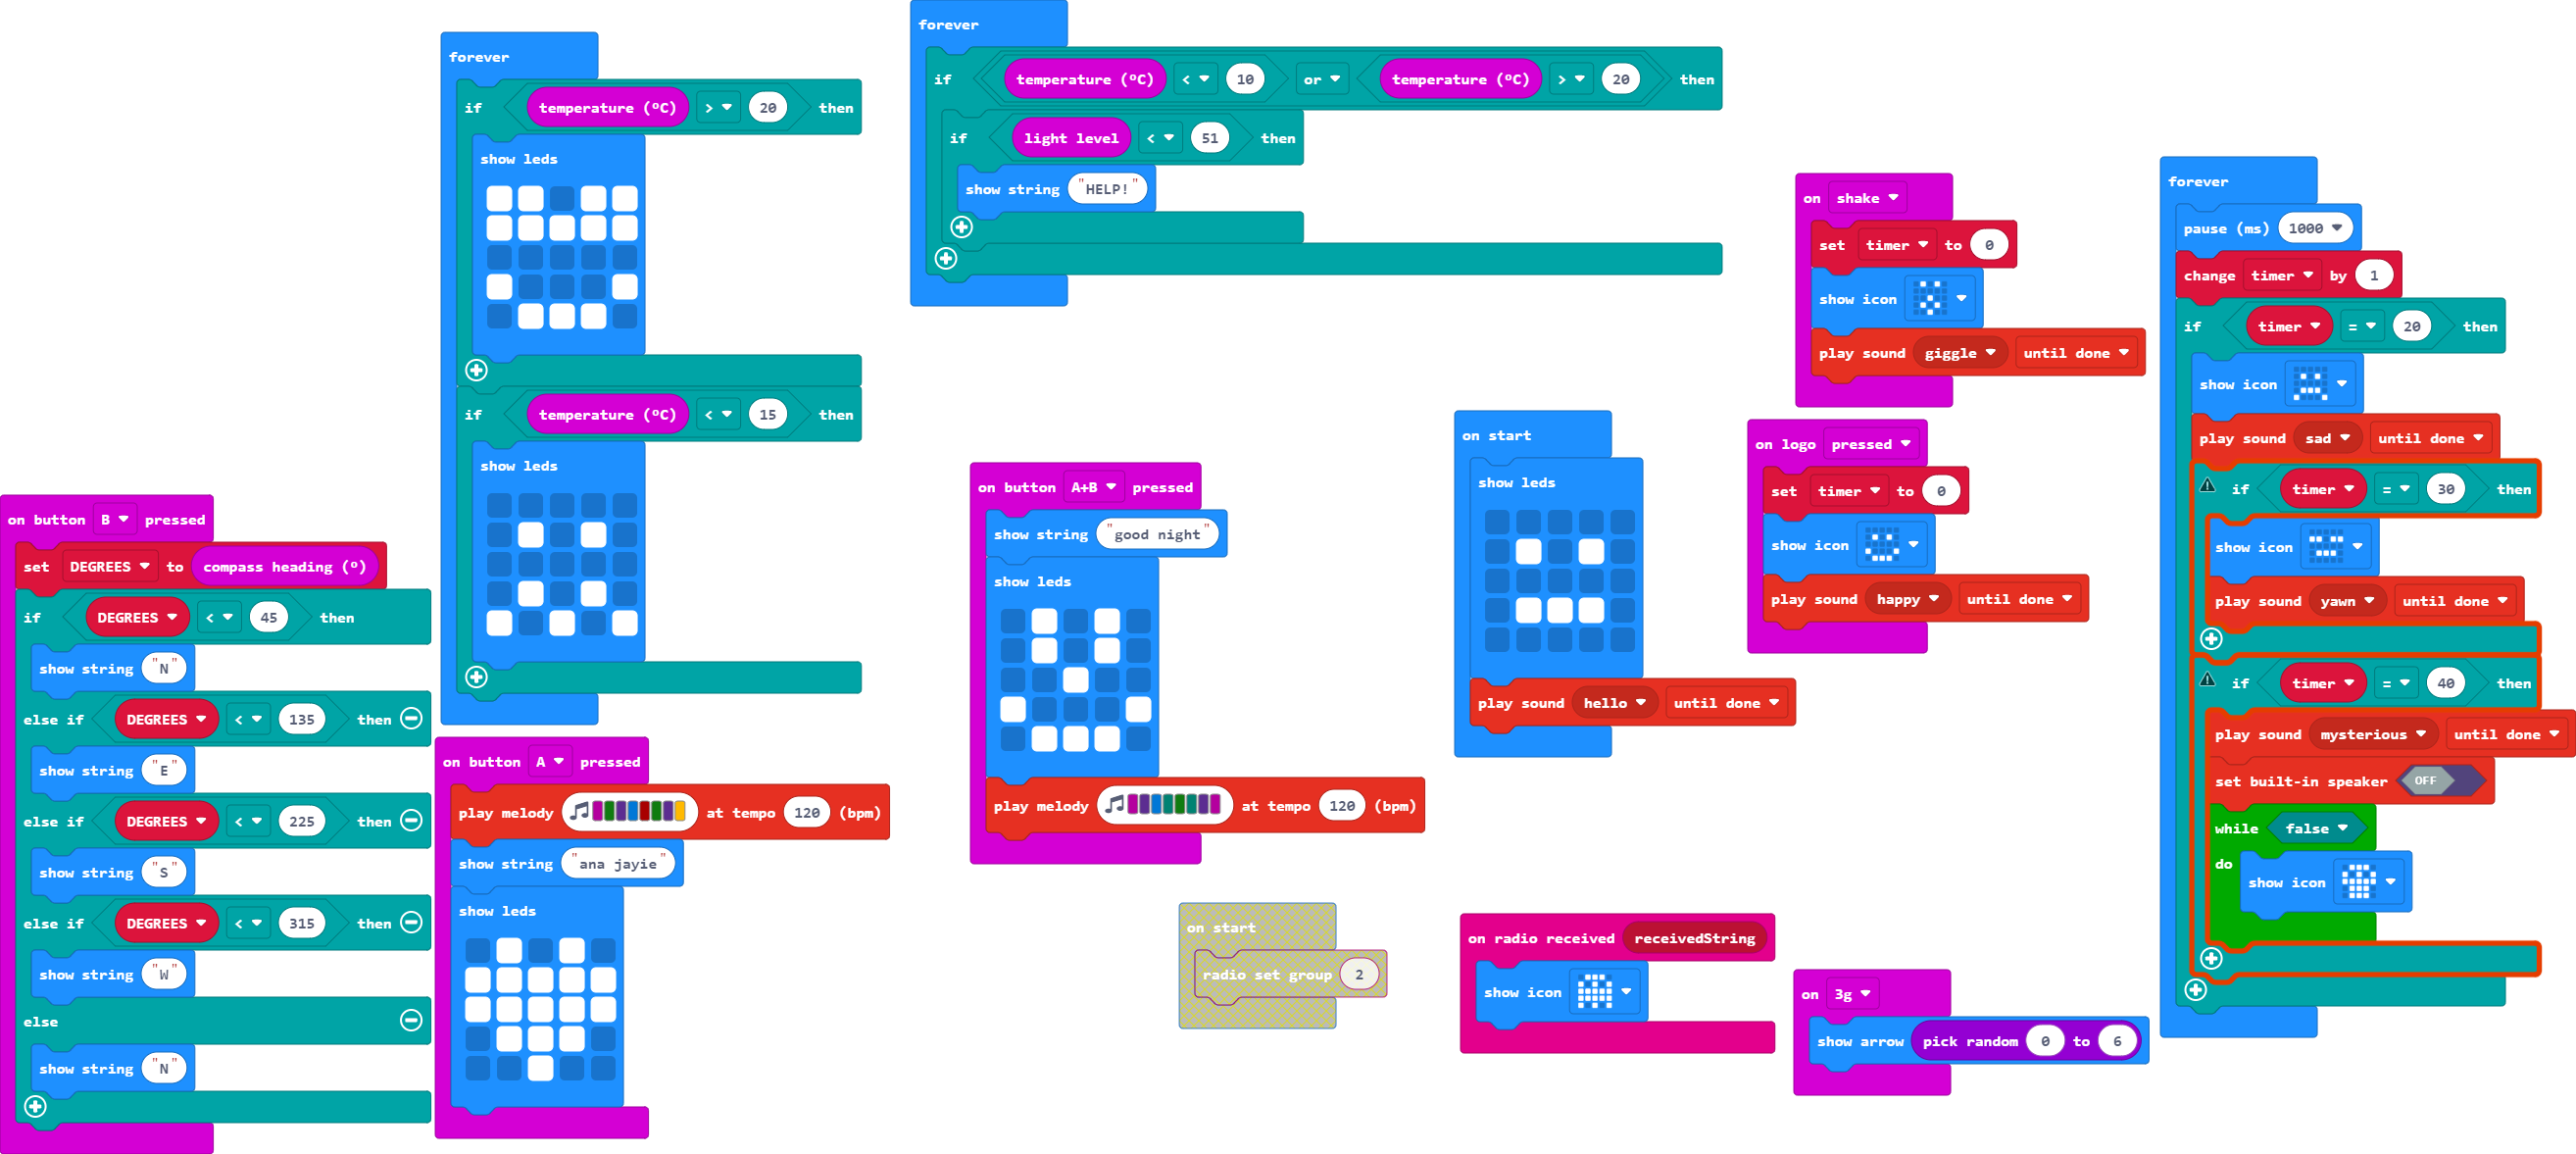 forever
if temperature (ºC) > 20 then
show leds
if temperature (ºC) < 15 then
show leds
forever
if temperature (ºC) < 10 or temperature (ºC) > 20 then
if light level < 51 then
show string "HELP!"
on shake
set timer to 0
show icon
play sound giggle until done
forever
pause (ms) 1000
change timer by 1
if timer = 20 then
show icon
play sound sad until done
if timer = 30 then
show icon
play sound yawn until done
if timer = 40 then
play sound mysterious until done
set built-in speaker OFF
while false
do show icon
on button B pressed
set DEGREES to compass heading (º)
if DEGREES < 45 then
show string "N"
else if DEGREES < 135 then
show string "E"
else if DEGREES < 225 then
show string "S"
else if DEGREES < 315 then
show string "W"
else
show string "N"
on button A pressed
play melody at tempo 120 (bpm)
show string "ana jayie"
show leds
on button A+B pressed
show string "good night"
show leds
play melody at tempo 120 (bpm)
on start
show leds
play sound hello until done
on logo pressed
set timer to 0
show icon
play sound happy until done
on start
radio set group 2
on radio received receivedString
show icon
on 3g
show arrow pick random 0 to 6